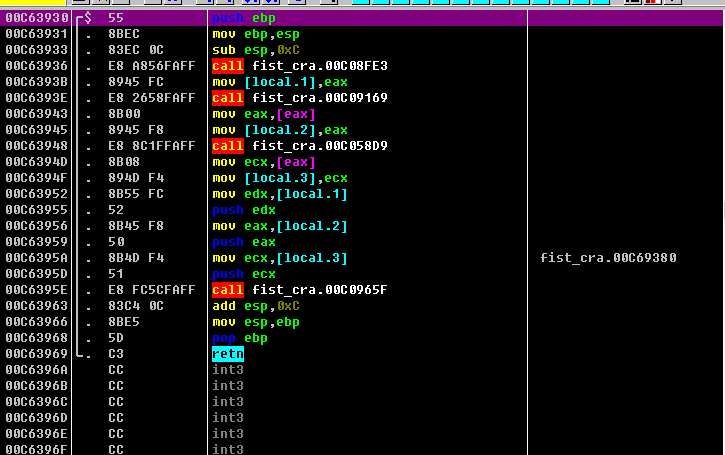 00C63930 $ 55 push ebp
00C63931 . 8BEC mov ebp,esp
00C63933 . 83EC 0C sub esp,0xC
00C63936 . E8 A856FAFF call fist_cra.00C08FE3
00C6393B . 8945 FC mov [local.1],eax
00C6393E . E8 2658FAFF call fist_cra.00C09169
00C63943 . 8B00 mov eax,[eax]
00C63945 . 8945 F8 mov [local.2],eax
00C63948 . E8 8C1FFAFF call fist_cra.00C058D9
00C6394D . 8B08 mov ecx,[eax]
00C6394F . 894D F4 mov [local.3],ecx
00C63952 . 8B55 FC mov edx,[local.1]
00C63955 . 52 push edx
00C63956 . 8B45 F8 mov eax,[local.2]
00C63959 . 50 push eax
00C6395A . 8B4D F4 mov ecx,[local.3] fist_cra.00C69380
00C6395D . 51 push ecx
00C6395E . E8 FC5CFAFF call fist_cra.00C0965F
00C63963 . 83C4 0C add esp,0xC
00C63966 . 8BE5 mov esp,ebp
00C63968 . 5D pop ebp
00C63969 . C3 retn
00C6396A CC int3
00C6396B CC int3
00C6396C CC int3
00C6396D CC int3
00C6396E CC int3
00C6396F CC int3